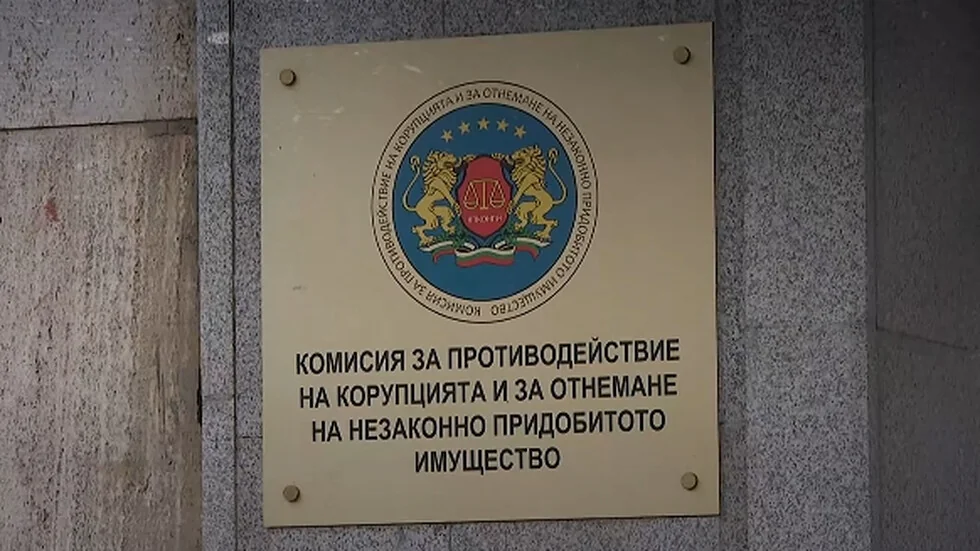 КОМИСИЯ ЗА ПРОТИВОДЕЙСТВИЕ НА КОРУПЦИЯТА И ЗА ОТНЕМАНЕ НА НЕЗАКОННО ПРИДОБИТОТО ИМУЩЕСТВО
КПКОНПИ
КОМИСИЯ ЗА ПРОТИВОДЕЙСТВИЕ
НА КОРУПЦИЯТА И ЗА ОТНЕМАНЕ
НА НЕЗАКОННО ПРИДОБИТОТО
ИМУЩЕСТВО